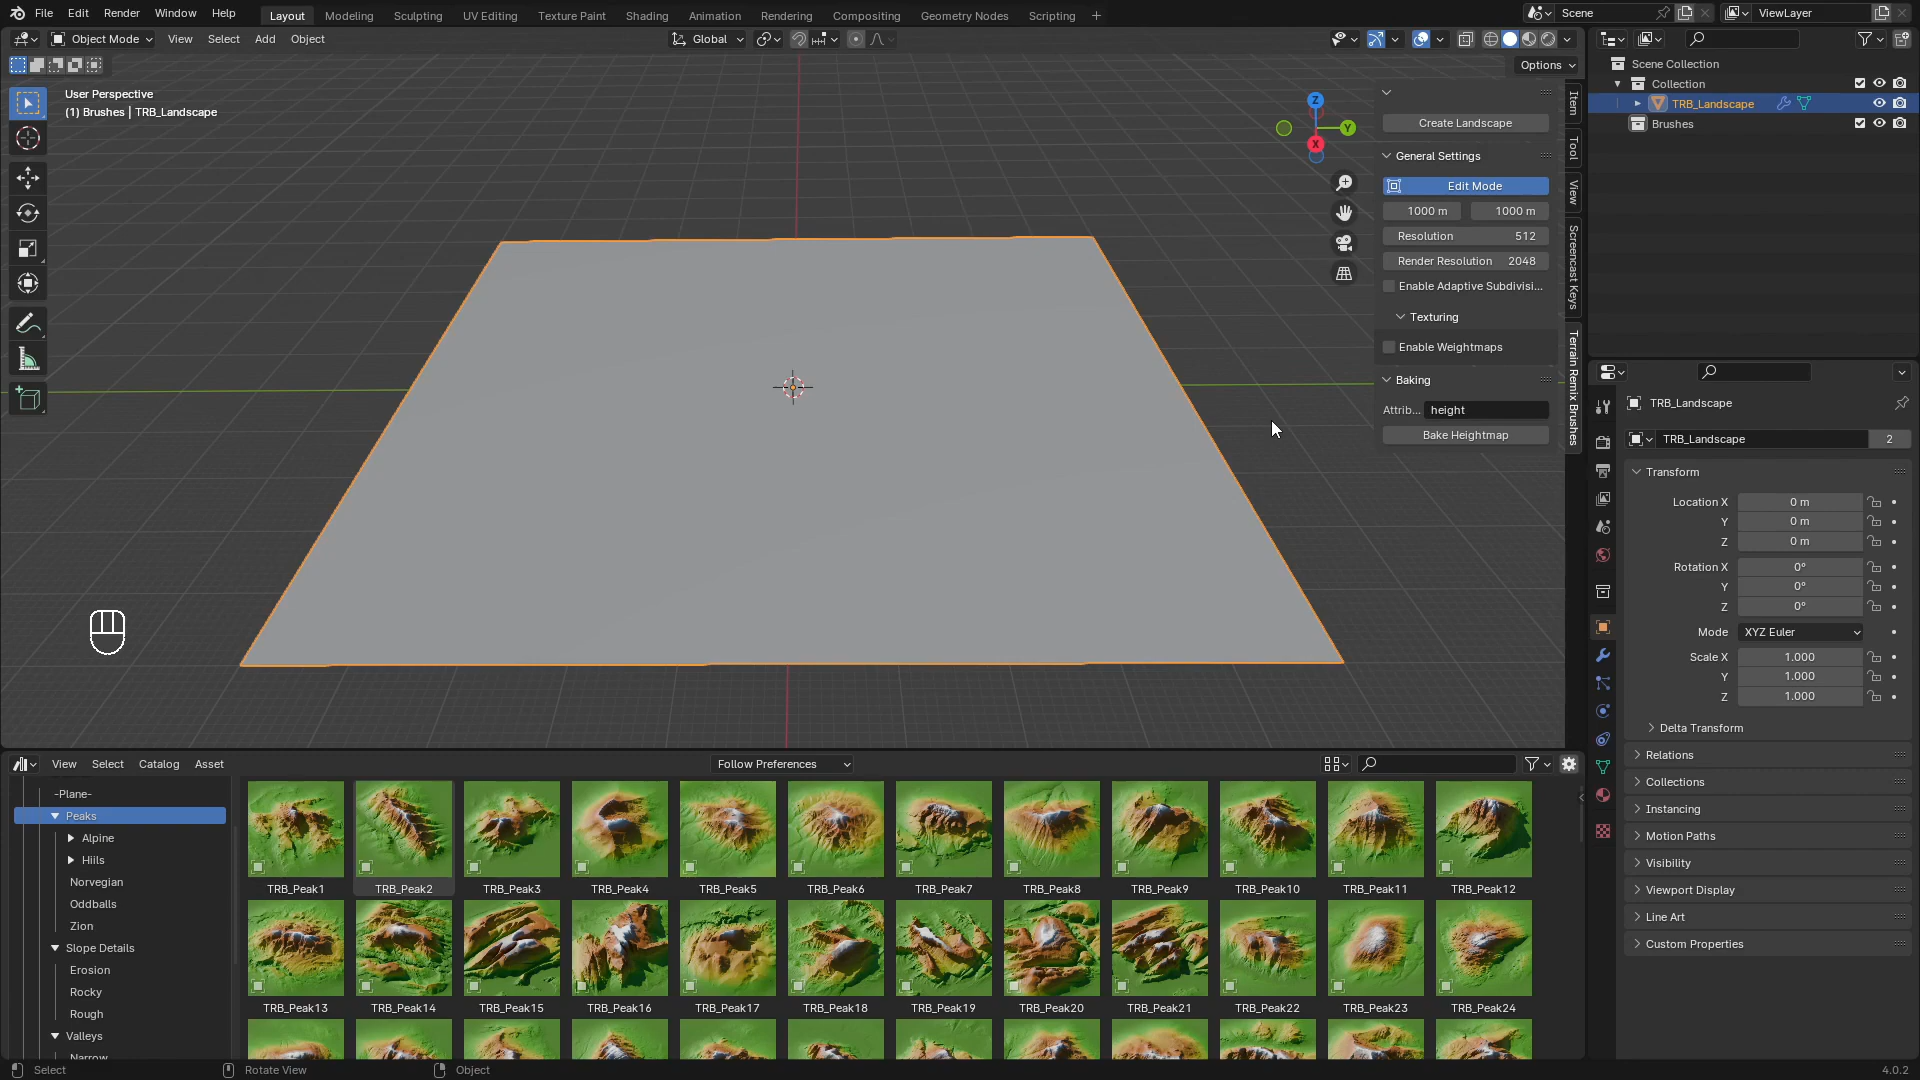 File Edit Render Window Help Layout Modeling Sculpting UV Editing Texture Paint Shading Animation Rendering Compositing Geometry Nodes Scripting + Scene ViewLayer
Object Mode View Select Add Object Global
Options
User Perspective
(1) Brushes | TRB_Landscape
Z
Y
X
Create Landscape
General Settings
Edit Mode
1000 m 1000 m
Resolution 512
Render Resolution 2048
Enable Adaptive Subdivisi...
Texturing
Enable Weightmaps
Baking
Attrib... height
Bake Heightmap
Item
Tool
View
Screencast Keys
Terrain Remix Brushes
Scene Collection
Collection
TRB_Landscape
Brushes
TRB_Landscape
TRB_Landscape 2
Transform
Location X 0 m
Y 0 m
Z 0 m
Rotation X 0°
Y 0°
Z 0°
Mode XYZ Euler
Scale X 1.000
Y 1.000
Z 1.000
Delta Transform
Relations
Collections
Instancing
Motion Paths
Visibility
Viewport Display
Line Art
Custom Properties
View Select Catalog Asset Follow Preferences
-Plane-
Peaks
Alpine
Hiils
Norvegian
Oddballs
Zion
Slope Details
Erosion
Rocky
Rough
Valleys
Narrow
TRB_Peak1 TRB_Peak2 TRB_Peak3 TRB_Peak4 TRB_Peak5 TRB_Peak6 TRB_Peak7 TRB_Peak8 TRB_Peak9 TRB_Peak10 TRB_Peak11 TRB_Peak12
TRB_Peak13 TRB_Peak14 TRB_Peak15 TRB_Peak16 TRB_Peak17 TRB_Peak18 TRB_Peak19 TRB_Peak20 TRB_Peak21 TRB_Peak22 TRB_Peak23 TRB_Peak24
Select Rotate View Object 4.0.2